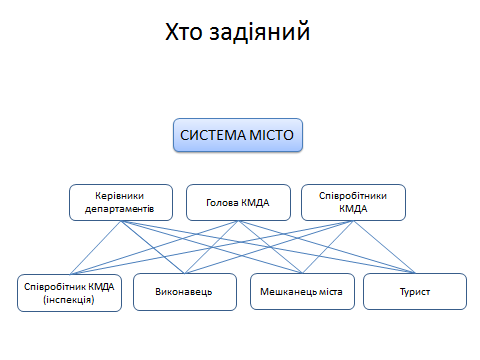 Хто задіяний
СИСТЕМА МІСТО
Керівники
департаментів
Голова КМДА
Співробітники
КМДА
Співробітник КМДА
(інспекція)
Виконавець
Мешканець міста
Турист